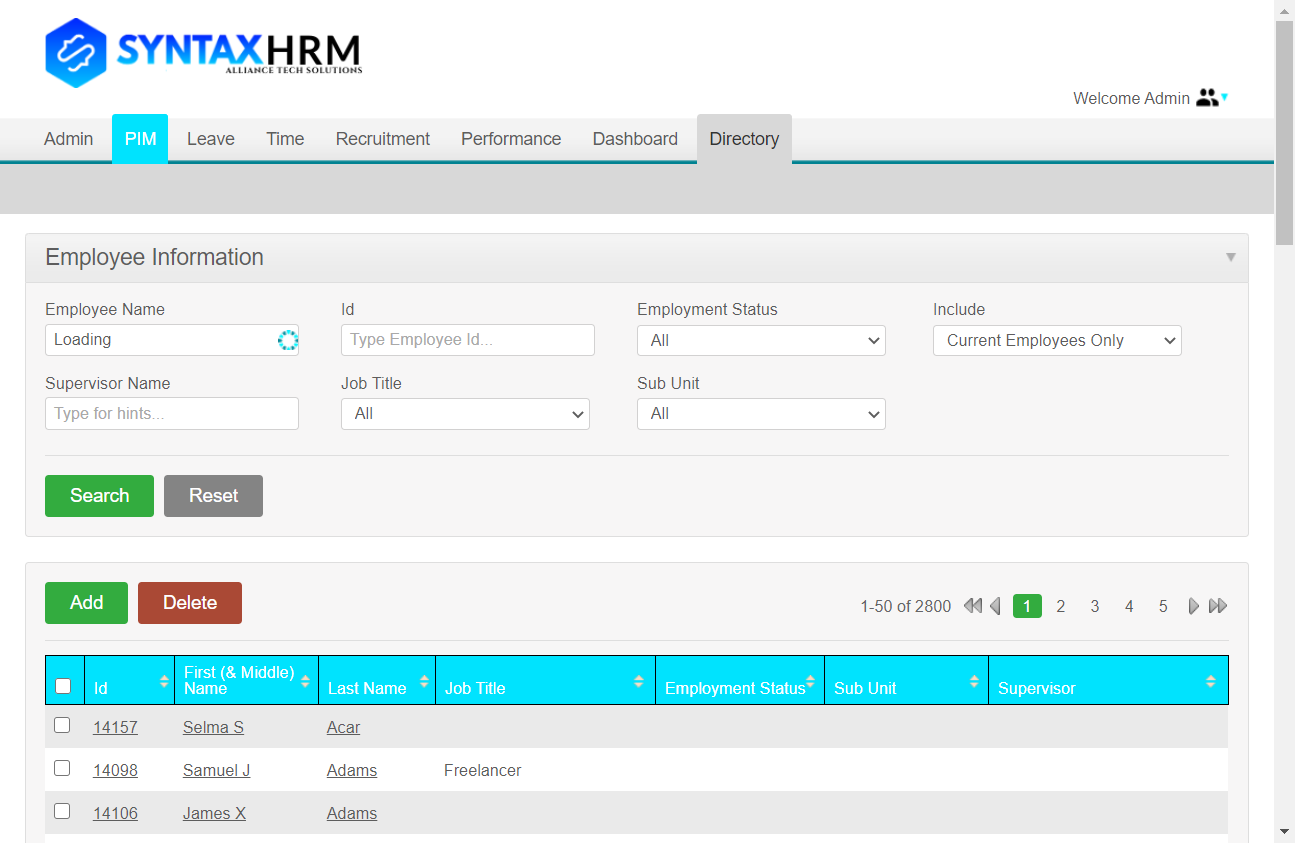 SYNTAXHRM
ALLIANCE TECH SOLUTIONS
Welcome Admin
Admin PIM Leave Time Recruitment Performance Dashboard Directory
Employee Information
Employee Name Id Employment Status Include
Loading Type Employee Id... All Current Employees Only
Supervisor Name Job Title Sub Unit
Type for hints... All All
Search Reset
Add Delete 1-50 of 2800 1 2 3 4 5
Id First (& Middle) Name Last Name Job Title Employment Status Sub Unit Supervisor
14157 Selma S Acar
14098 Samuel J Adams Freelancer
14106 James X Adams